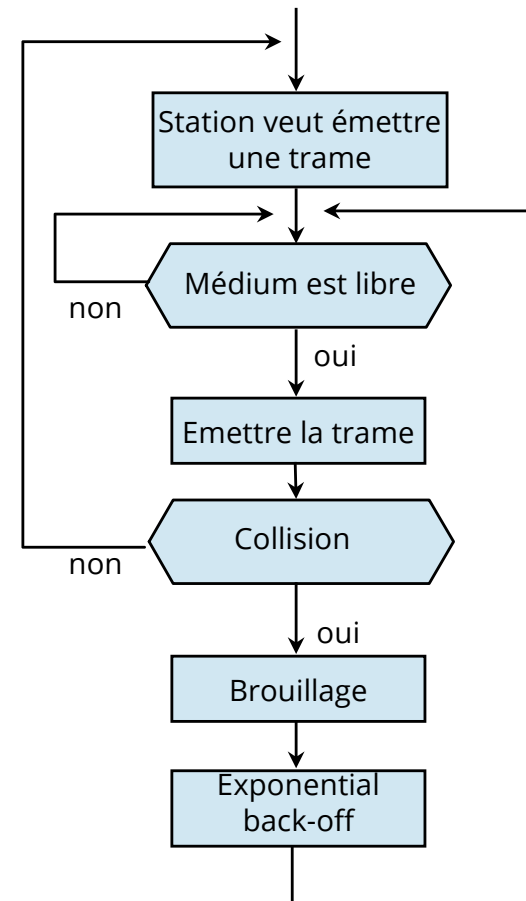 Station veut émettre
une trame
Médium est libre
non
oui
Emettre la trame
Collision
non
oui
Brouillage
Exponential
back-off